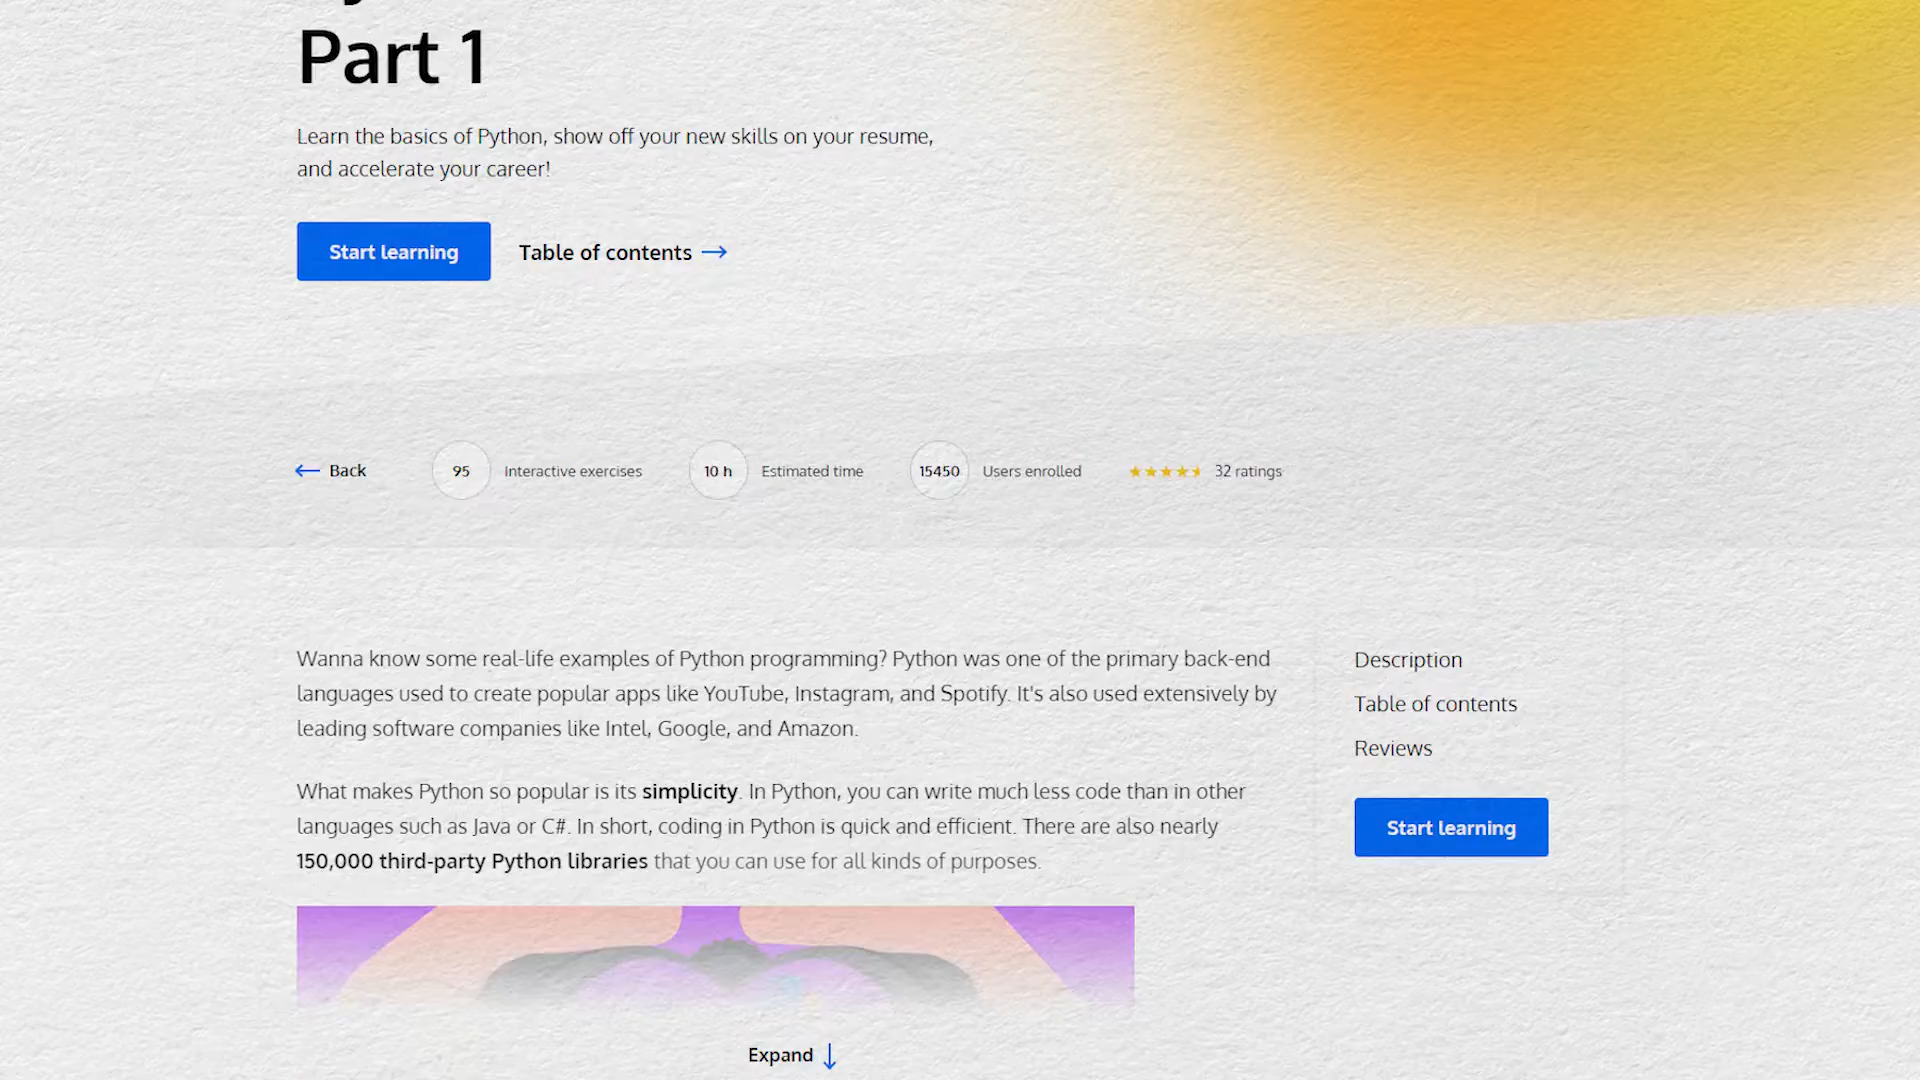 Part 1
Learn the basics of Python, show off your new skills on your resume,
and accelerate your career!
Start learning
Table of contents
Back
95
Interactive exercises
10 h
Estimated time
15450
Users enrolled
32 ratings
Wanna know some real-life examples of Python programming? Python was one of the primary back-end
languages used to create popular apps like YouTube, Instagram, and Spotify. It's also used extensively by
leading software companies like Intel, Google, and Amazon.
What makes Python so popular is its simplicity. In Python, you can write much less code than in other
languages such as Java or C#. In short, coding in Python is quick and efficient. There are also nearly
150,000 third-party Python libraries that you can use for all kinds of purposes.
Description
Table of contents
Reviews
Start learning
Expand